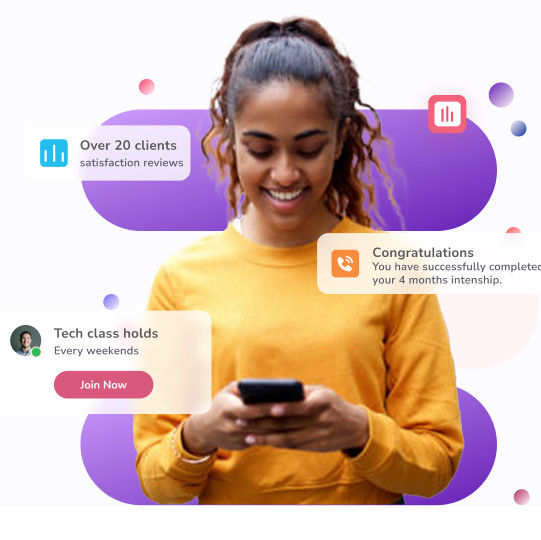 Over 20 clients
satisfaction reviews
Congratulations
You have successfully completed
your 4 months intenship.
Tech class holds
Every weekends
Join Now